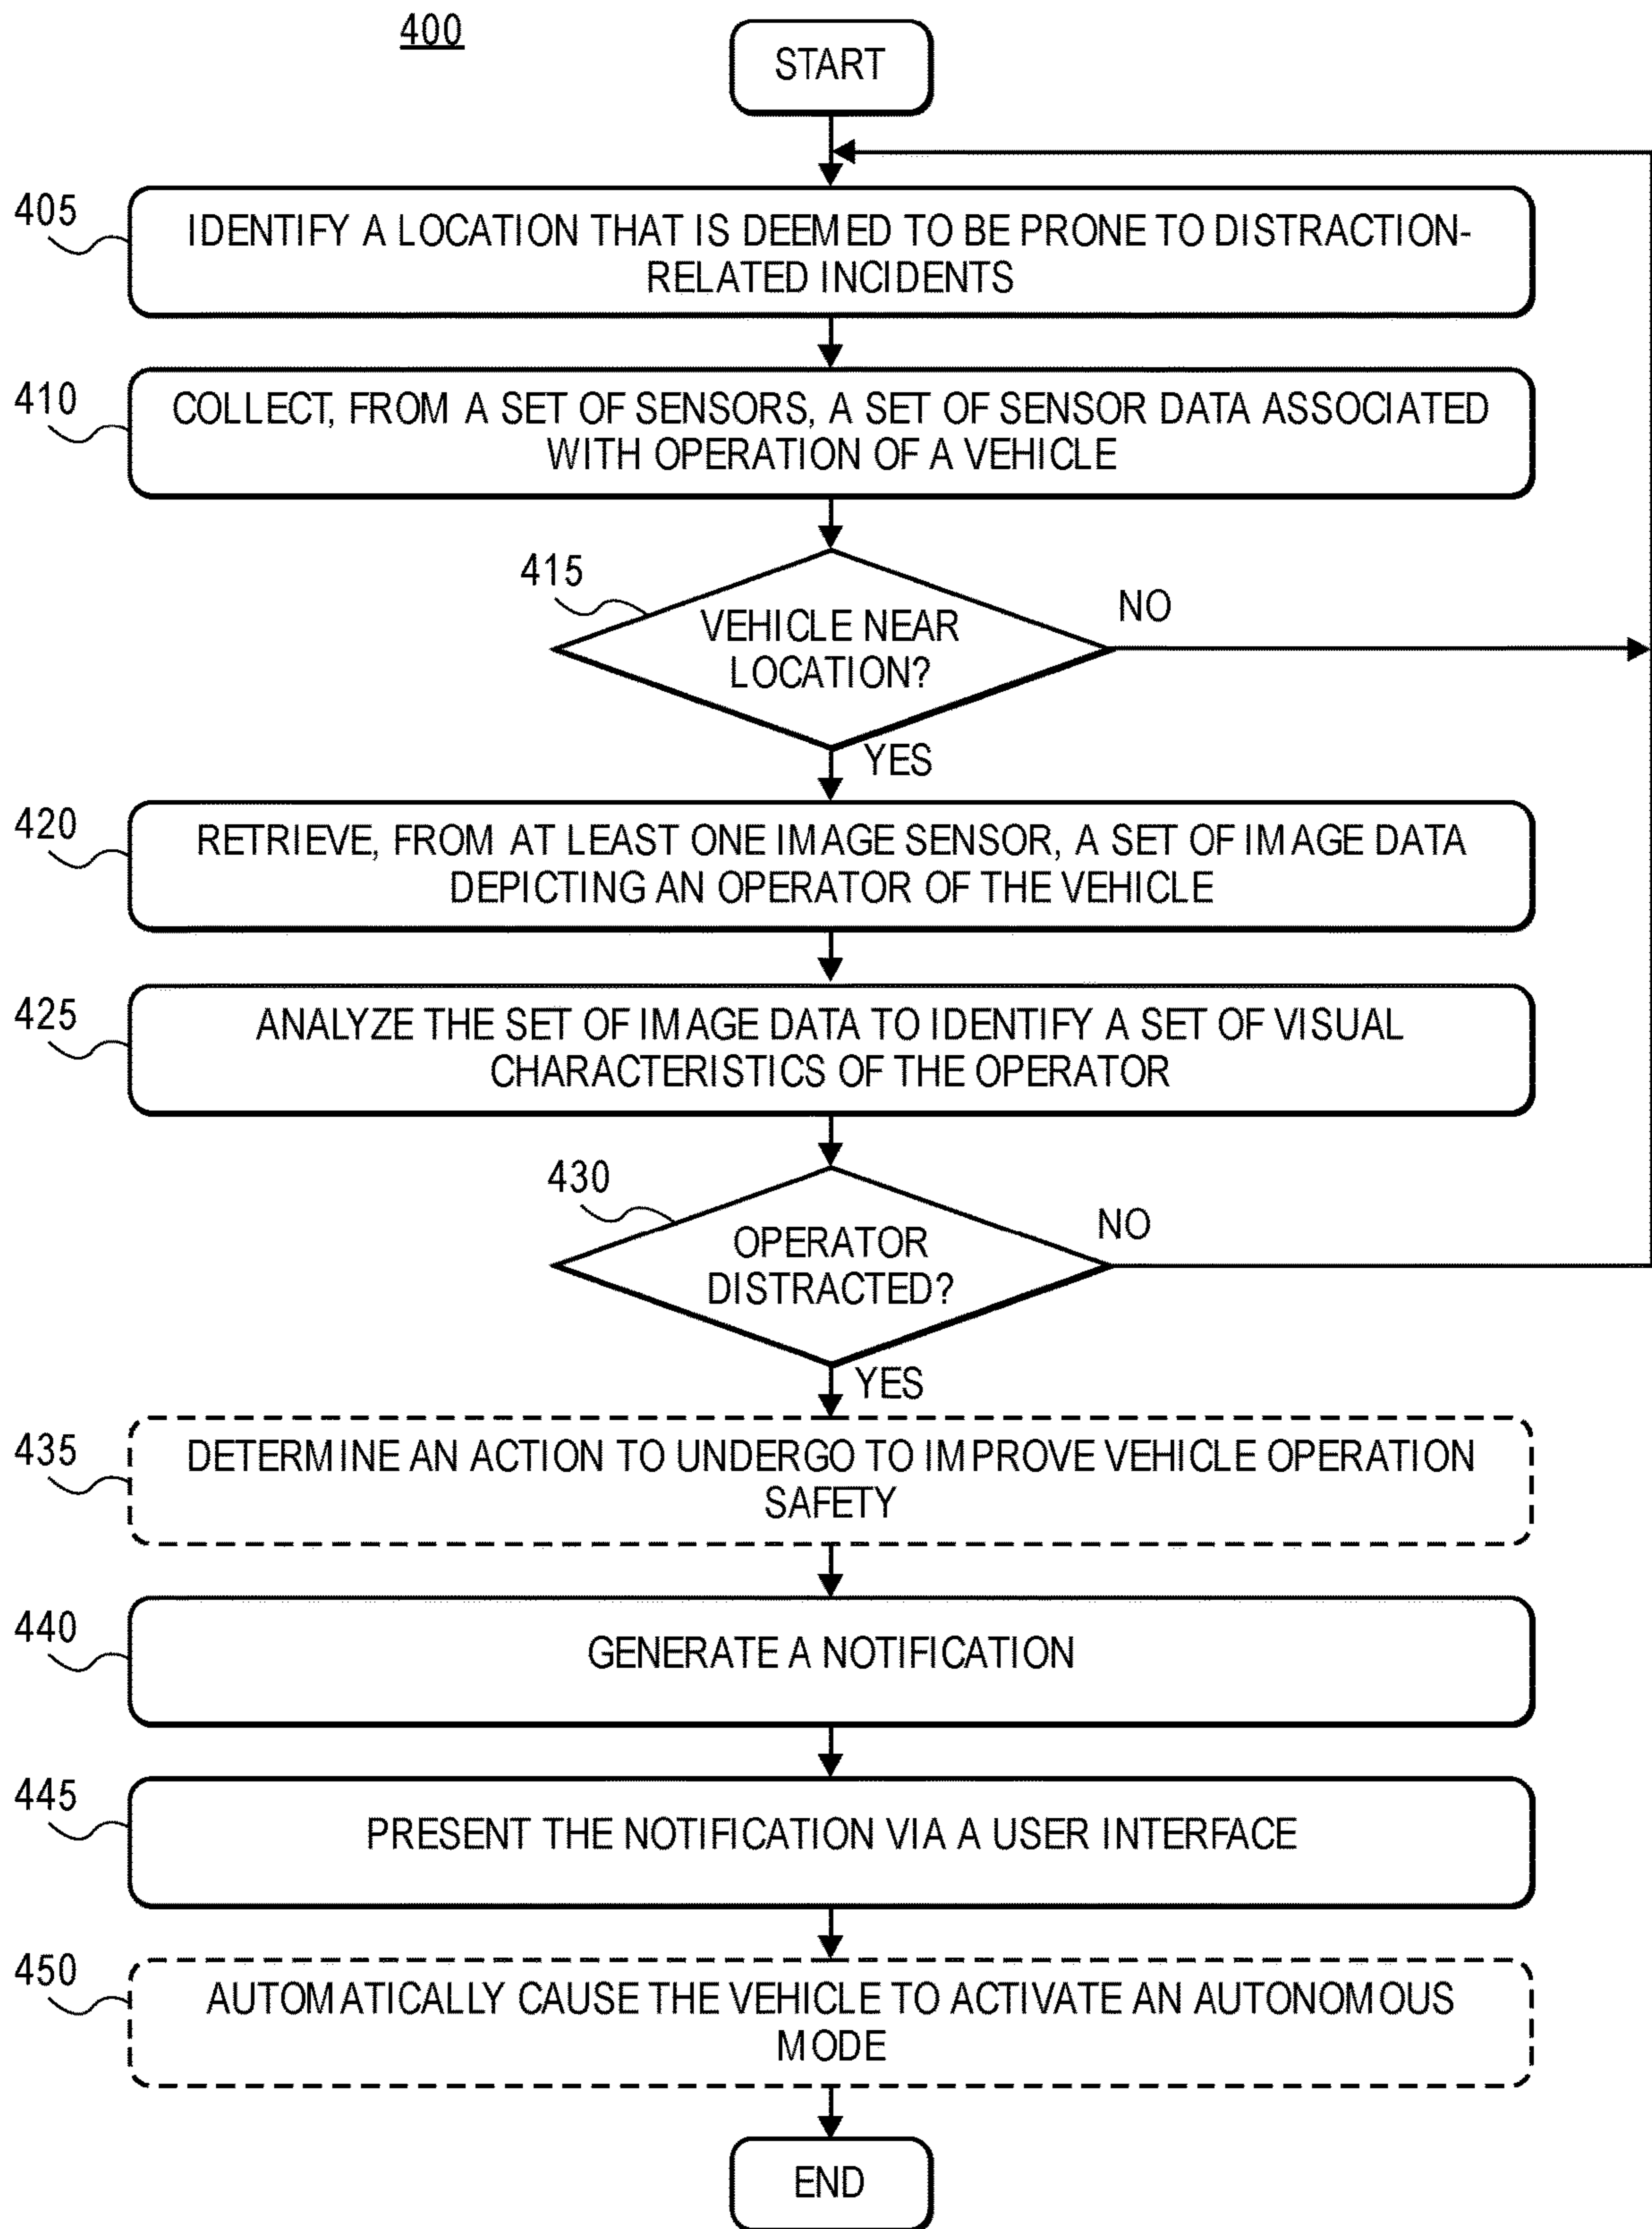 400
START
405
IDENTIFY A LOCATION THAT IS DEEMED TO BE PRONE TO DISTRACTION-
RELATED INCIDENTS
410
COLLECT, FROM A SET OF SENSORS, A SET OF SENSOR DATA ASSOCIATED
WITH OPERATION OF A VEHICLE
415
VEHICLE NEAR
LOCATION?
NO
YES
420
RETRIEVE, FROM AT LEAST ONE IMAGE SENSOR, A SET OF IMAGE DATA
DEPICTING AN OPERATOR OF THE VEHICLE
425
ANALYZE THE SET OF IMAGE DATA TO IDENTIFY A SET OF VISUAL
CHARACTERISTICS OF THE OPERATOR
430
OPERATOR
DISTRACTED?
NO
YES
435
DETERMINE AN ACTION TO UNDERGO TO IMPROVE VEHICLE OPERATION
SAFETY
440
GENERATE A NOTIFICATION
445
PRESENT THE NOTIFICATION VIA A USER INTERFACE
450
AUTOMATICALLY CAUSE THE VEHICLE TO ACTIVATE AN AUTONOMOUS
MODE
END